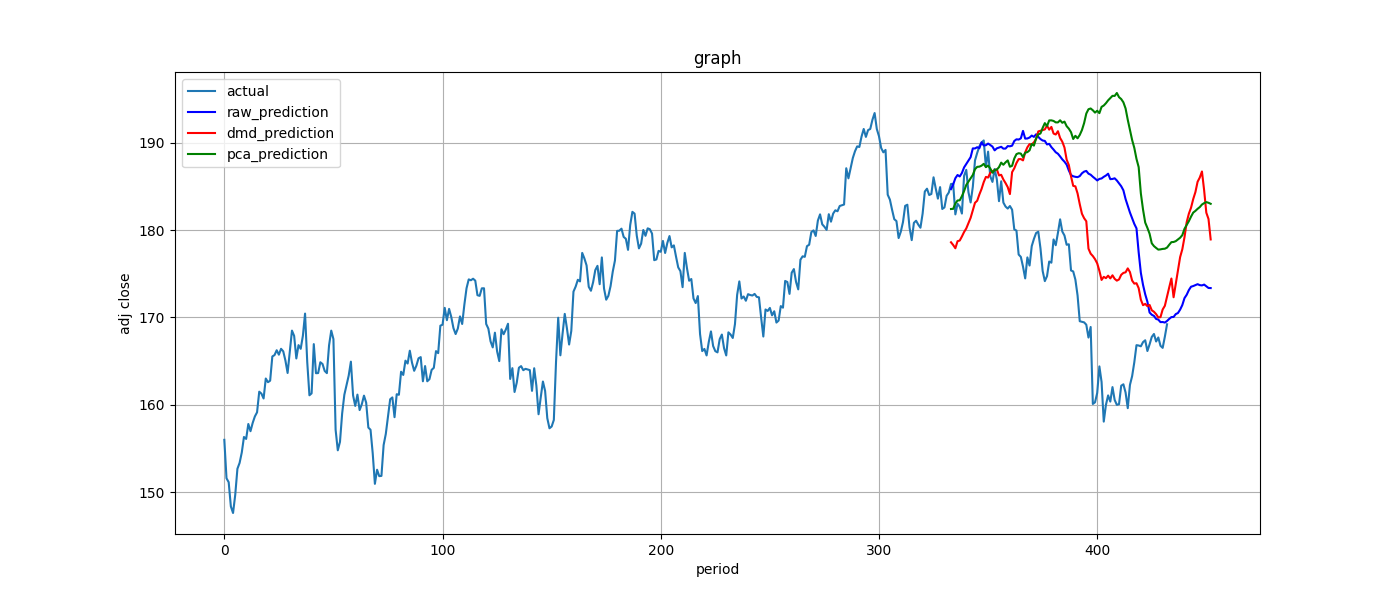 graph
actual
raw_prediction
dmd_prediction
pca_prediction
adj close
190
180
170
160
150
0 100 200 300 400
period